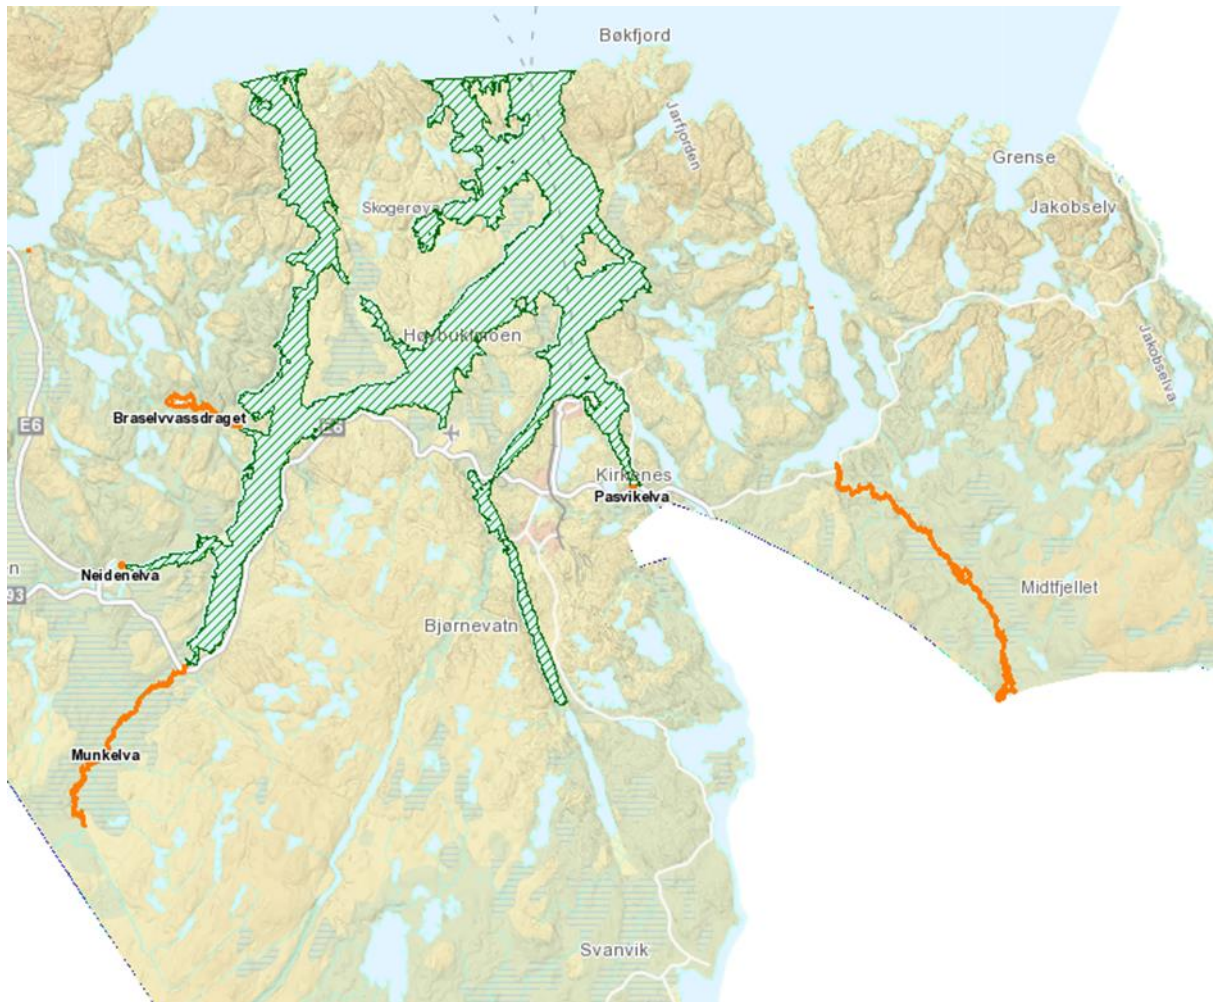 Bøkfjord
Jarfjorden
Grense
Jakobselv
Skogerøya
Høybuktmoen
Jakobselva
Braselvvassdraget
E6
E6
Kirkenes
Pasvikelva
Neidenelva
n
93
Midtfjellet
Bjørnevatn
Munkelva
Svanvik